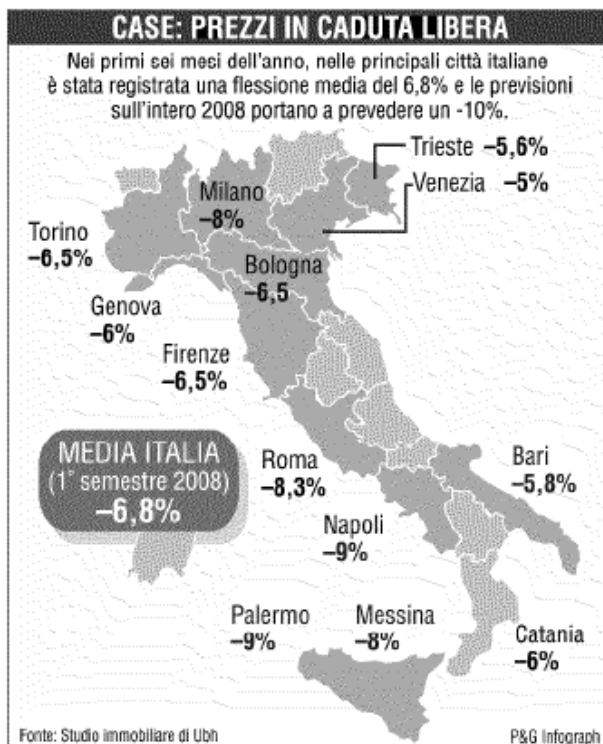 CASE: PREZZI IN CADUTA LIBERA
Nei primi sei mesi dell'anno, nelle principali città italiane
è stata registrata una flessione media del 6,8% e le previsioni
sull'intero 2008 portano a prevedere un -10%.
Trieste –5,6%
Venezia –5%
Milano
–8%
Torino
–6,5%
Bologna
–6,5
Genova
–6%
Firenze
–6,5%
MEDIA ITALIA
(1° semestre 2008)
–6,8%
Roma
–8,3%
Bari
–5,8%
Napoli
–9%
Palermo
–9%
Messina
–8%
Catania
–6%
Fonte: Studio immobiliare di Ubh
P&G Infograph